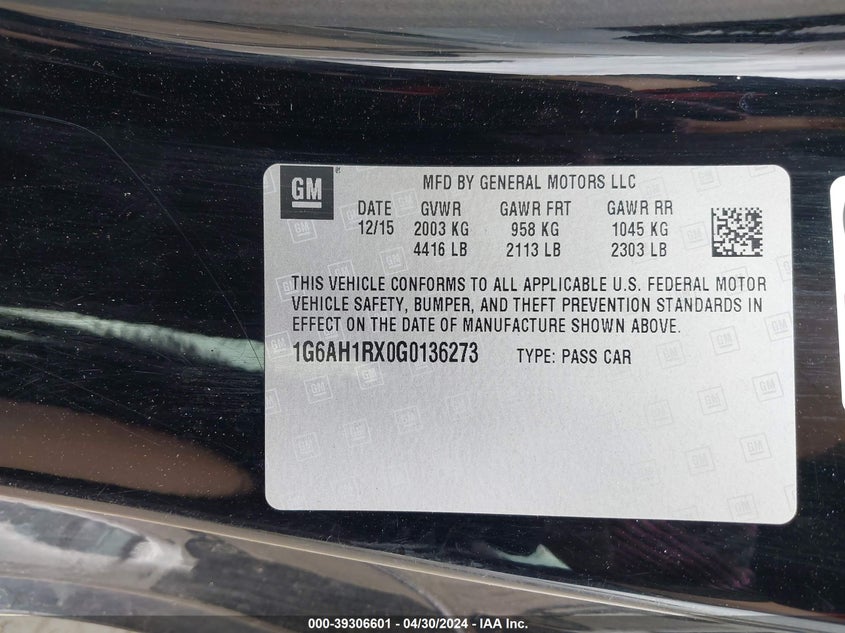 GM
MFD BY GENERAL MOTORS LLC
DATE GVWR GAWR FRT GAWR RR
12/15 2003 KG 958 KG 1045 KG
4416 LB 2113 LB 2303 LB
THIS VEHICLE CONFORMS TO ALL APPLICABLE U.S. FEDERAL MOTOR
VEHICLE SAFETY, BUMPER, AND THEFT PREVENTION STANDARDS IN
EFFECT ON THE DATE OF MANUFACTURE SHOWN ABOVE.
1G6AH1RX0G0136273 TYPE: PASS CAR
000-39306601 - 04/30/2024 - IAA Inc.